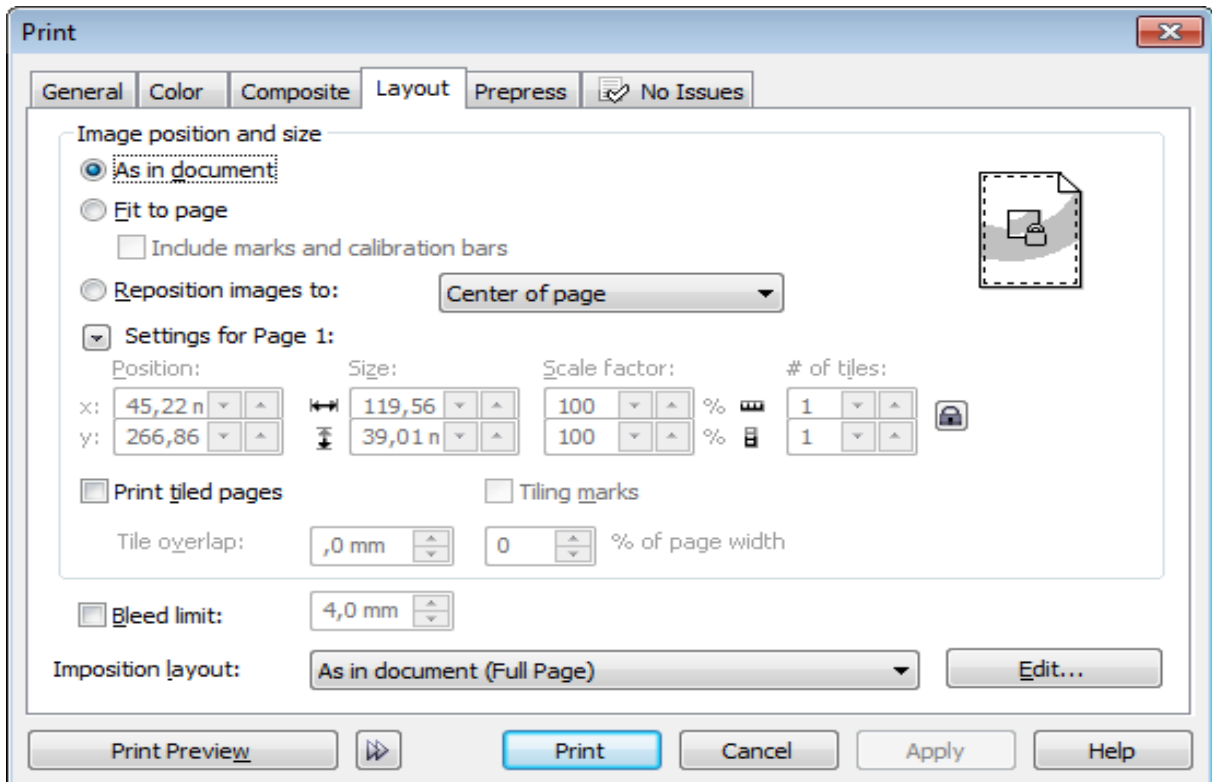 Print
General Color Composite Layout Prepress No Issues
Image position and size
As in document
Fit to page
Include marks and calibration bars
Reposition images to: Center of page
Settings for Page 1:
Position: Size: Scale factor: # of tiles:
x: 45,22 n 119,56 100 % 1
y: 266,86 39,01 n 100 % 1
Print tiled pages Tiling marks
Tile overlap: ,0 mm 0 % of page width
Bleed limit: 4,0 mm
Imposition layout: As in document (Full Page) Edit...
Print Preview Print Cancel Apply Help